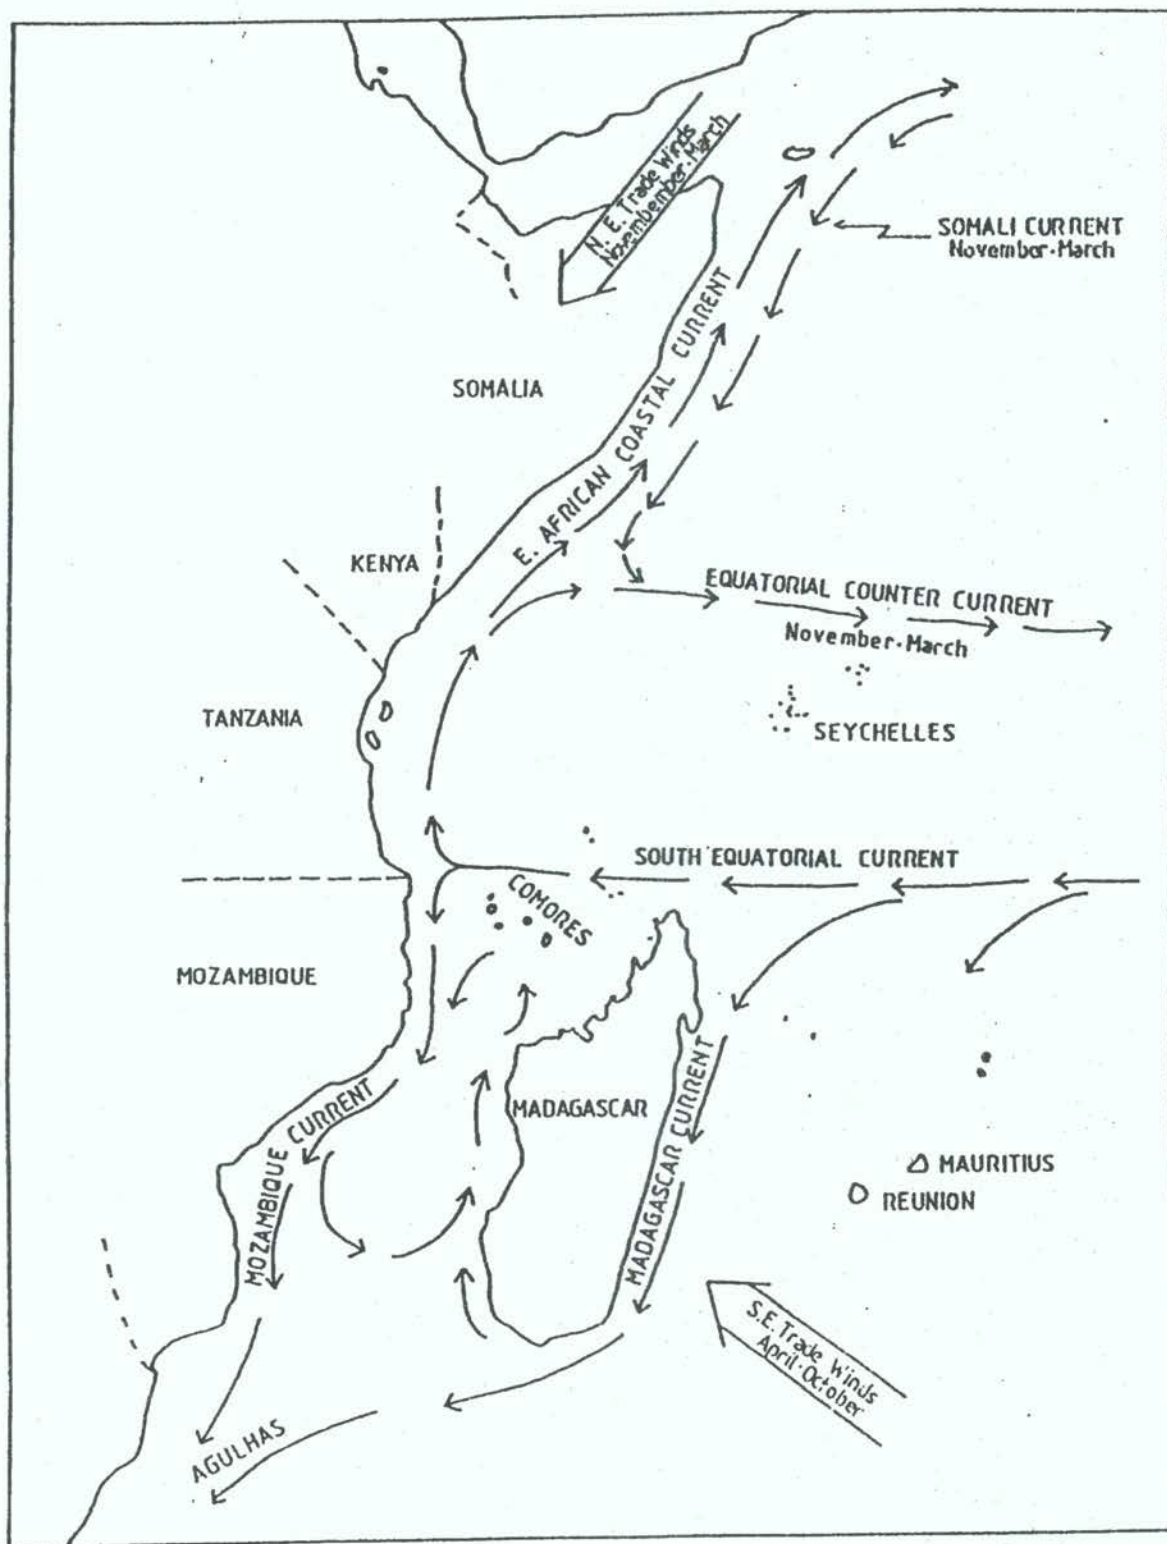 N. E. Trade Winds
Novembember-March
SOMALI CURRENT
November-March
E. AFRICAN COASTAL CURRENT
SOMALIA
KENYA
EQUATORIAL COUNTER CURRENT
November-March
TANZANIA
SEYCHELLES
SOUTH EQUATORIAL CURRENT
COMORES
MOZAMBIQUE
MADAGASCAR
MOZAMBIQUE CURRENT
MADAGASCAR CURRENT
MAURITIUS
REUNION
S.E. Trade Winds
April-October
AGULHAS